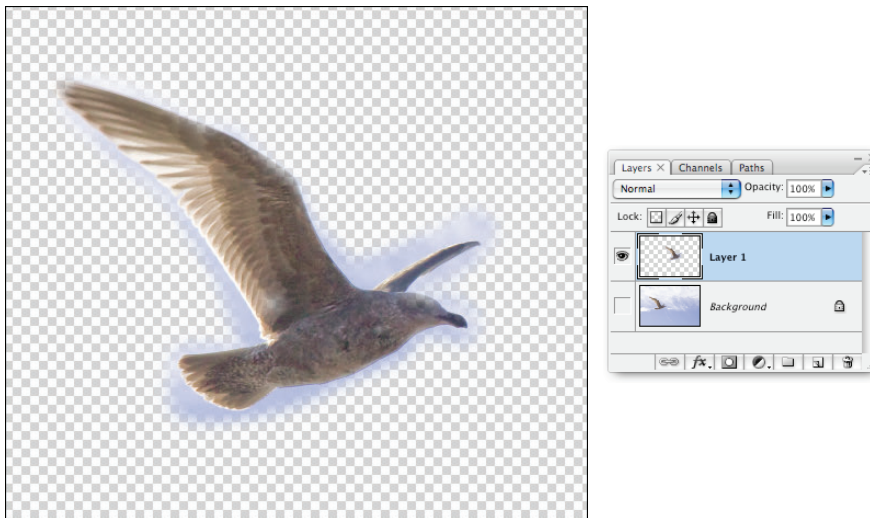 Layers × Channels Paths
Normal Opacity: 100%
Lock: Fill: 100%
Layer 1
Background
fx.